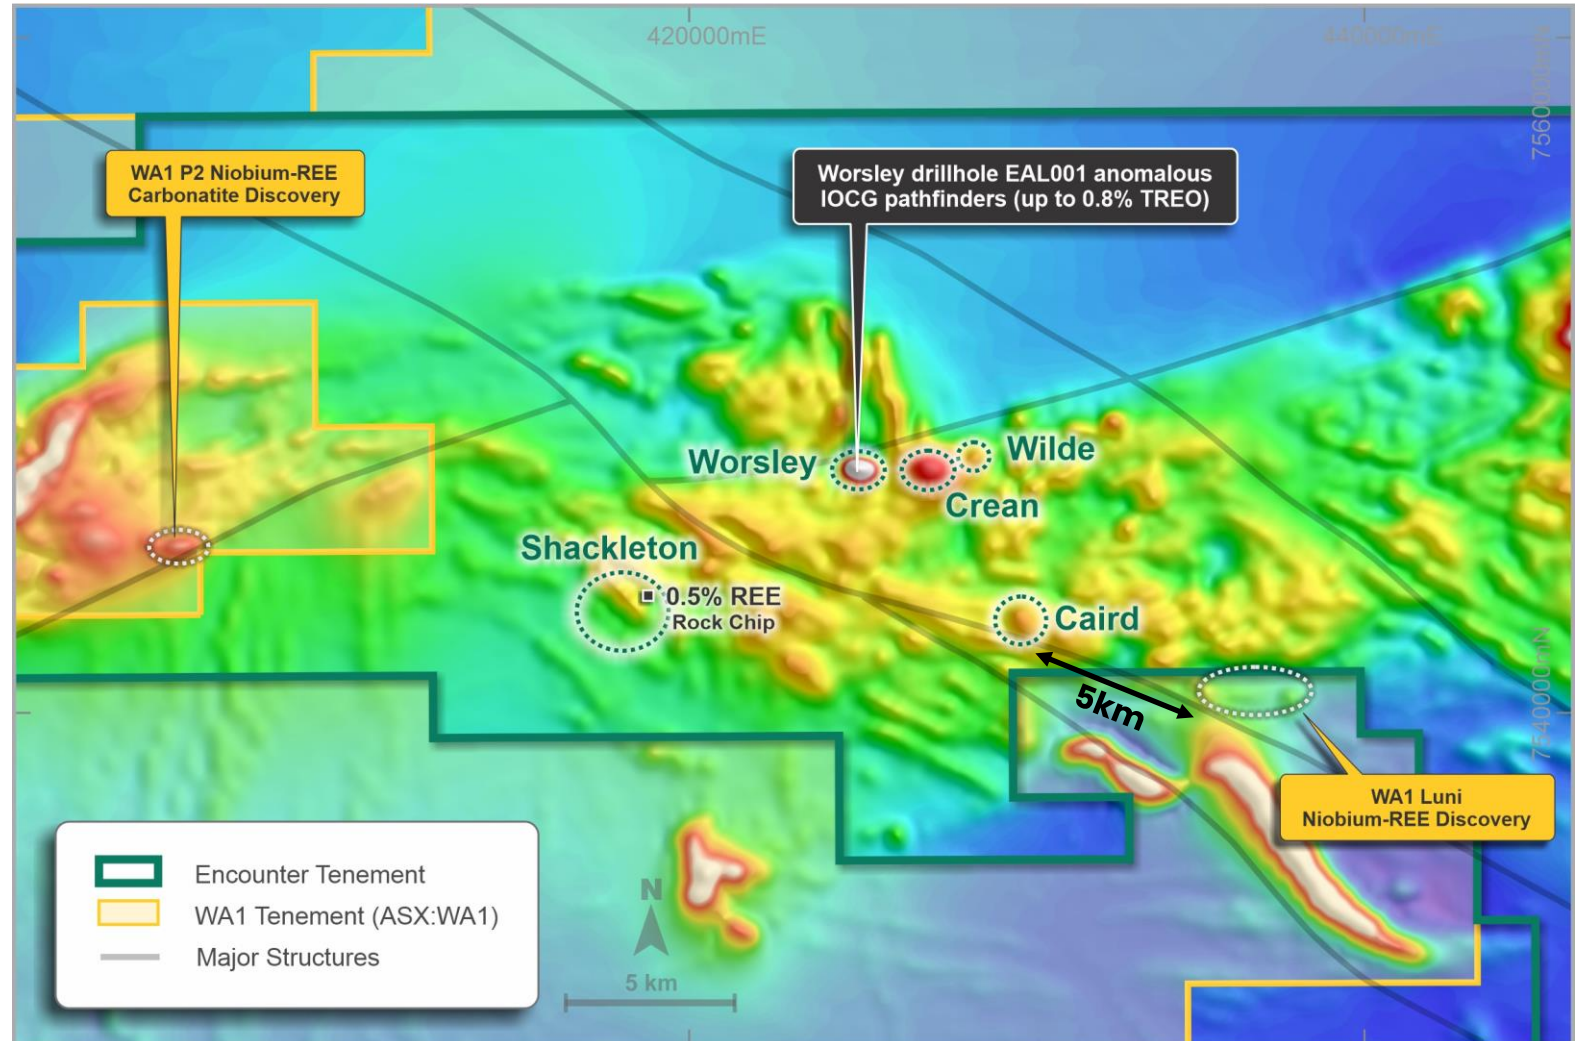 420000mE
440000mE
7560000mN
WA1 P2 Niobium-REE
Carbonatite Discovery
Worsley drillhole EAL001 anomalous
IOCG pathfinders (up to 0.8% TREO)
Worsley
Wilde
Crean
Shackleton
0.5% REE
Rock Chip
Caird
5km
7540000mN
WA1 Luni
Niobium-REE Discovery
Encounter Tenement
WA1 Tenement (ASX:WA1)
Major Structures
N
5 km